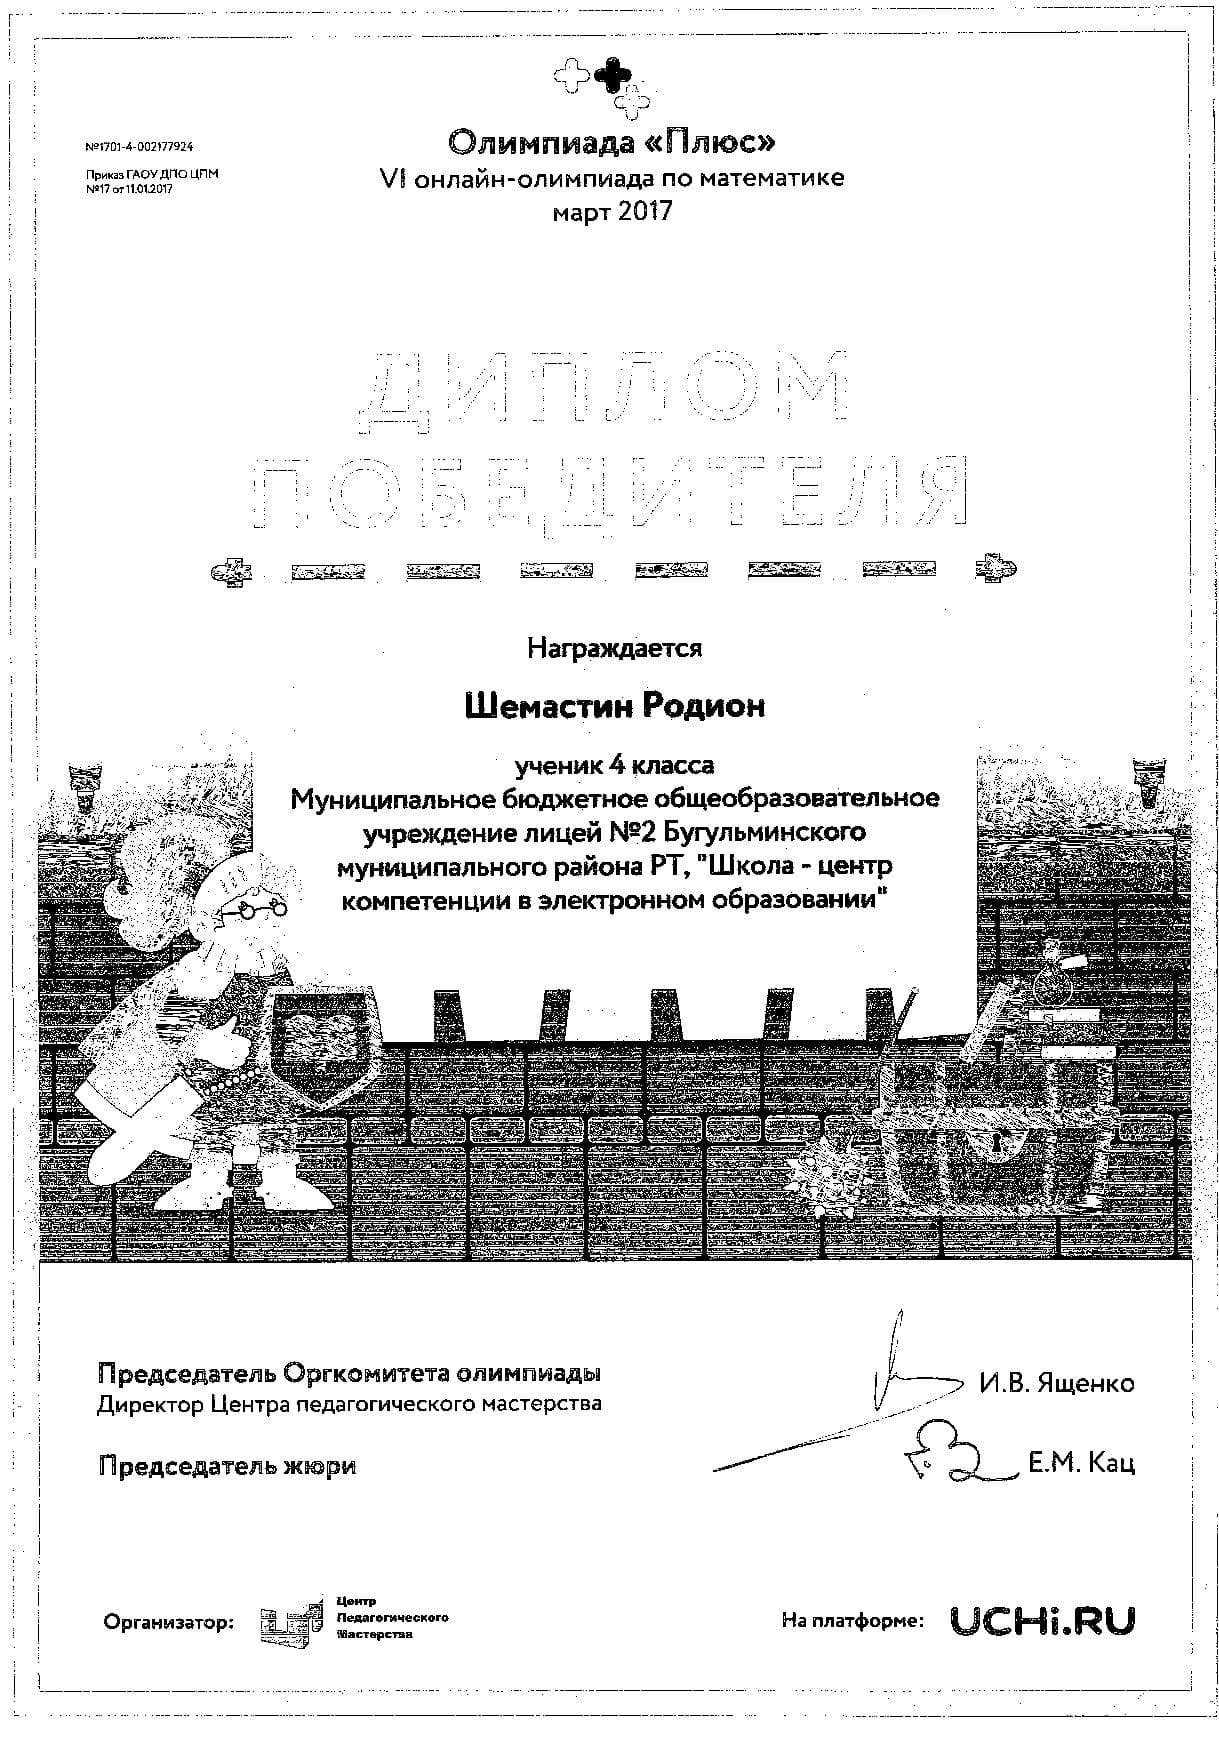 №1701-4-002177924
Приказ ГАОУ ДПО ЦПМ
№17 от 11.01.2017
Олимпиада «Плюс»
VI онлайн-олимпиада по математике
март 2017
ДИПЛОМ
ПОБЕДИТЕЛЯ
Награждается
Шемастин Родион
ученик 4 класса
Муниципальное бюджетное общеобразовательное
учреждение лицей №2 Бугульминского
муниципального района РТ, "Школа - центр
компетенции в электронном образовании"
Председатель Оргкомитета олимпиады
Директор Центра педагогического мастерства
И.В. Ященко
Председатель жюри
Е.М. Кац
Организатор:
Центр
Педагогического
Мастерства
На платформе:
UCHi.RU